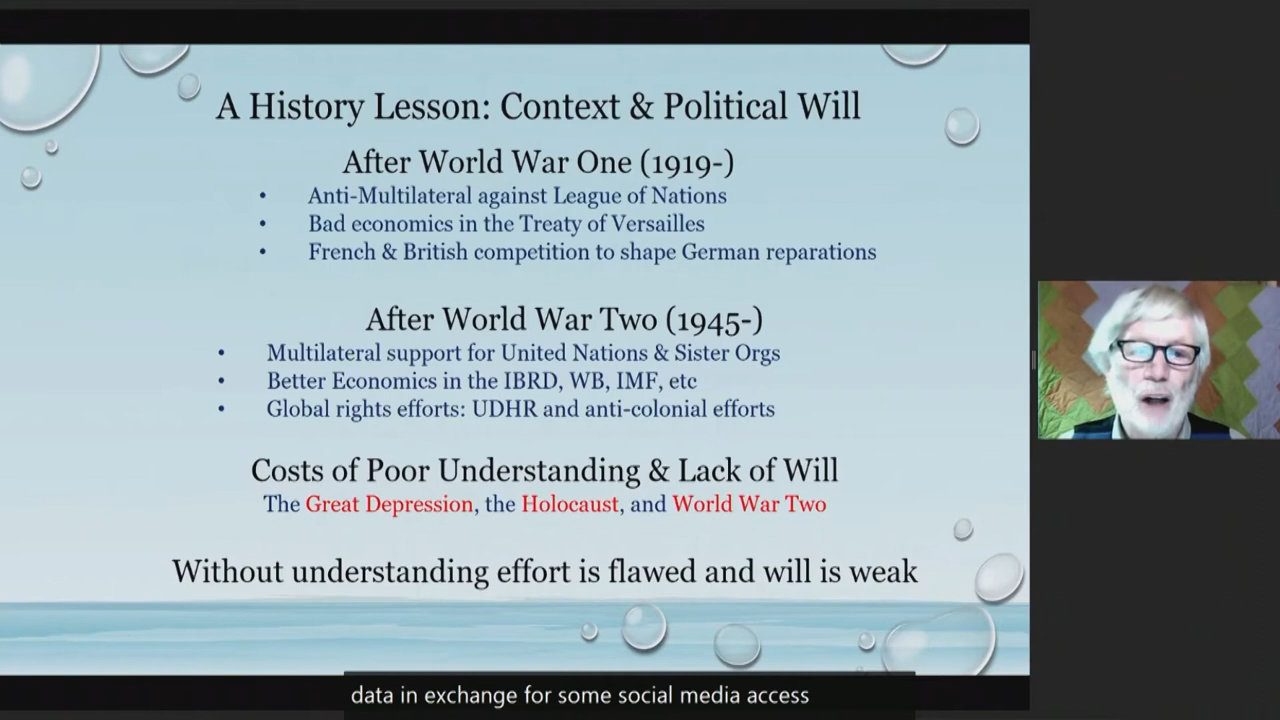 A History Lesson: Context & Political Will
After World War One (1919-)
• Anti-Multilateral against League of Nations
• Bad economics in the Treaty of Versailles
• French & British competition to shape German reparations
After World War Two (1945-)
• Multilateral support for United Nations & Sister Orgs
• Better Economics in the IBRD, WB, IMF, etc
• Global rights efforts: UDHR and anti-colonial efforts
Costs of Poor Understanding & Lack of Will
The Great Depression, the Holocaust, and World War Two
Without understanding effort is flawed and will is weak
data in exchange for some social media access